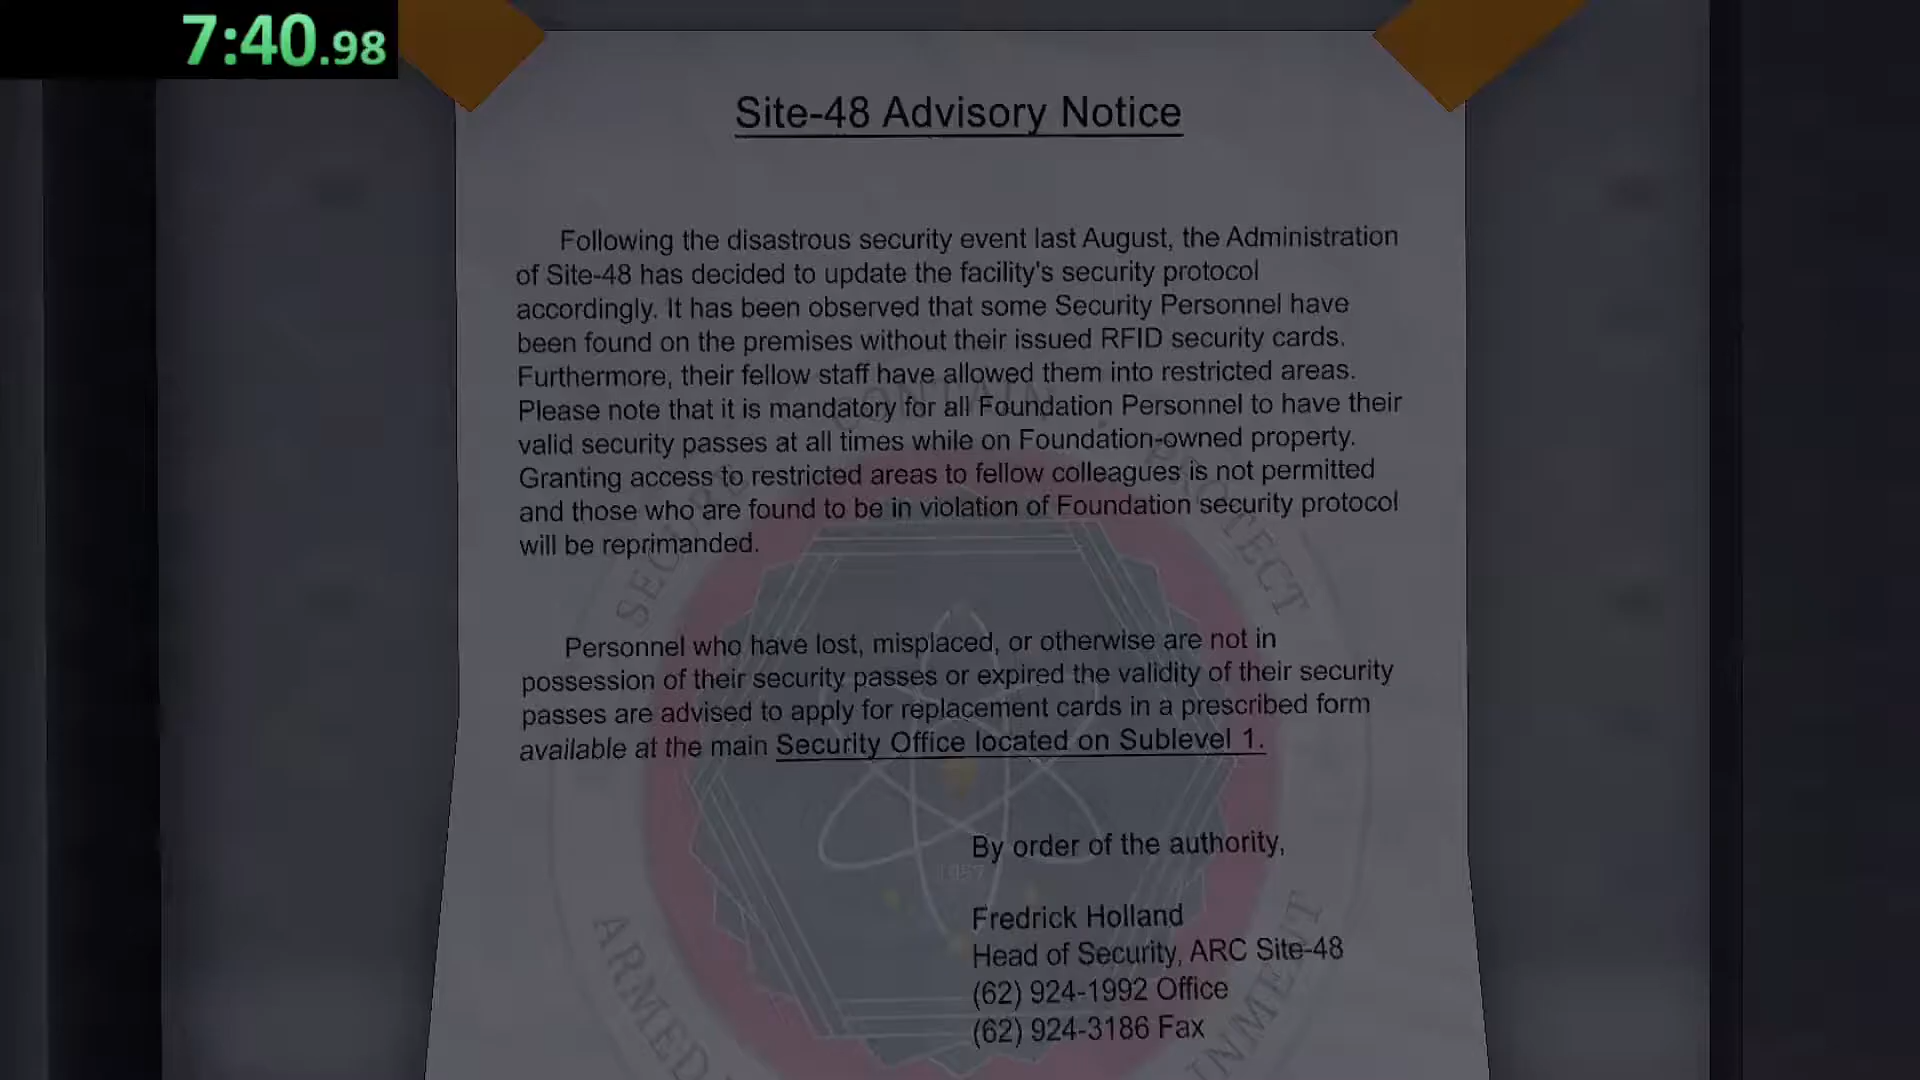 7:40.98
Site-48 Advisory Notice
Following the disastrous security event last August, the Administration
of Site-48 has decided to update the facility's security protocol
accordingly. It has been observed that some Security Personnel have
been found on the premises without their issued RFID security cards.
Furthermore, their fellow staff have allowed them into restricted areas.
Please note that it is mandatory for all Foundation Personnel to have their
valid security passes at all times while on Foundation-owned property.
Granting access to restricted areas to fellow colleagues is not permitted
and those who are found to be in violation of Foundation security protocol
will be reprimanded.
Personnel who have lost, misplaced, or otherwise are not in
possession of their security passes or expired the validity of their security
passes are advised to apply for replacement cards in a prescribed form
available at the main Security Office located on Sublevel 1.
By order of the authority,
Fredrick Holland
Head of Security, ARC Site-48
(62) 924-1992 Office
(62) 924-3186 Fax
SECURE CONTAIN PROTECT
ARMED